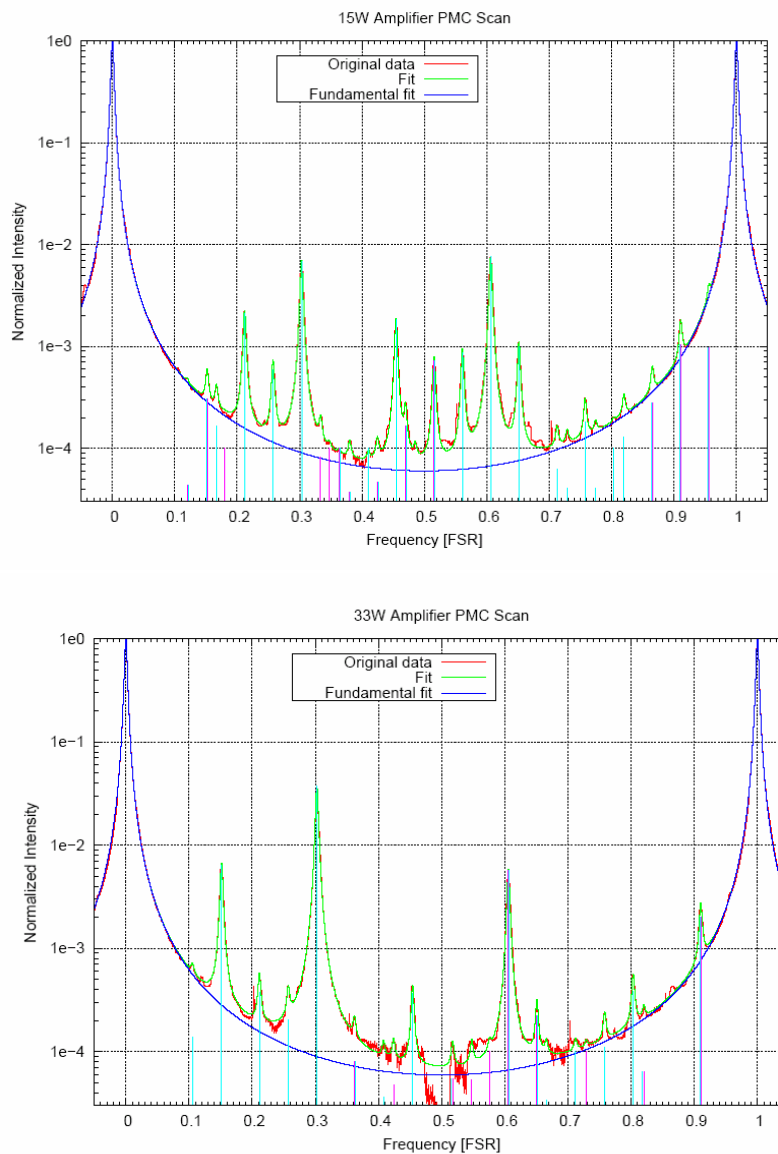 15W Amplifier PMC Scan
1e0
1e-1
1e-2
1e-3
1e-4
Normalized Intensity
Original data
Fit
Fundamental fit
0 0.1 0.2 0.3 0.4 0.5 0.6 0.7 0.8 0.9 1
Frequency [FSR]
33W Amplifier PMC Scan
1e0
1e-1
1e-2
1e-3
1e-4
Normalized Intensity
Original data
Fit
Fundamental fit
0 0.1 0.2 0.3 0.4 0.5 0.6 0.7 0.8 0.9 1
Frequency [FSR]